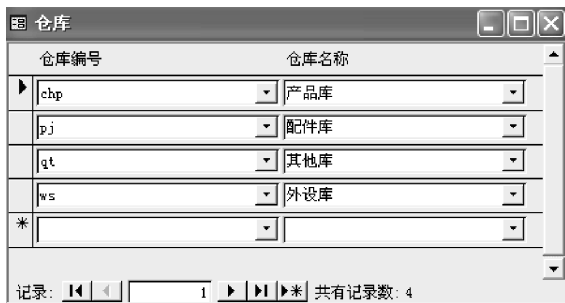 仓库
仓库编号 仓库名称
chp 产品库
pj 配件库
qt 其他库
ws 外设库
记录: 1 共有记录数: 4